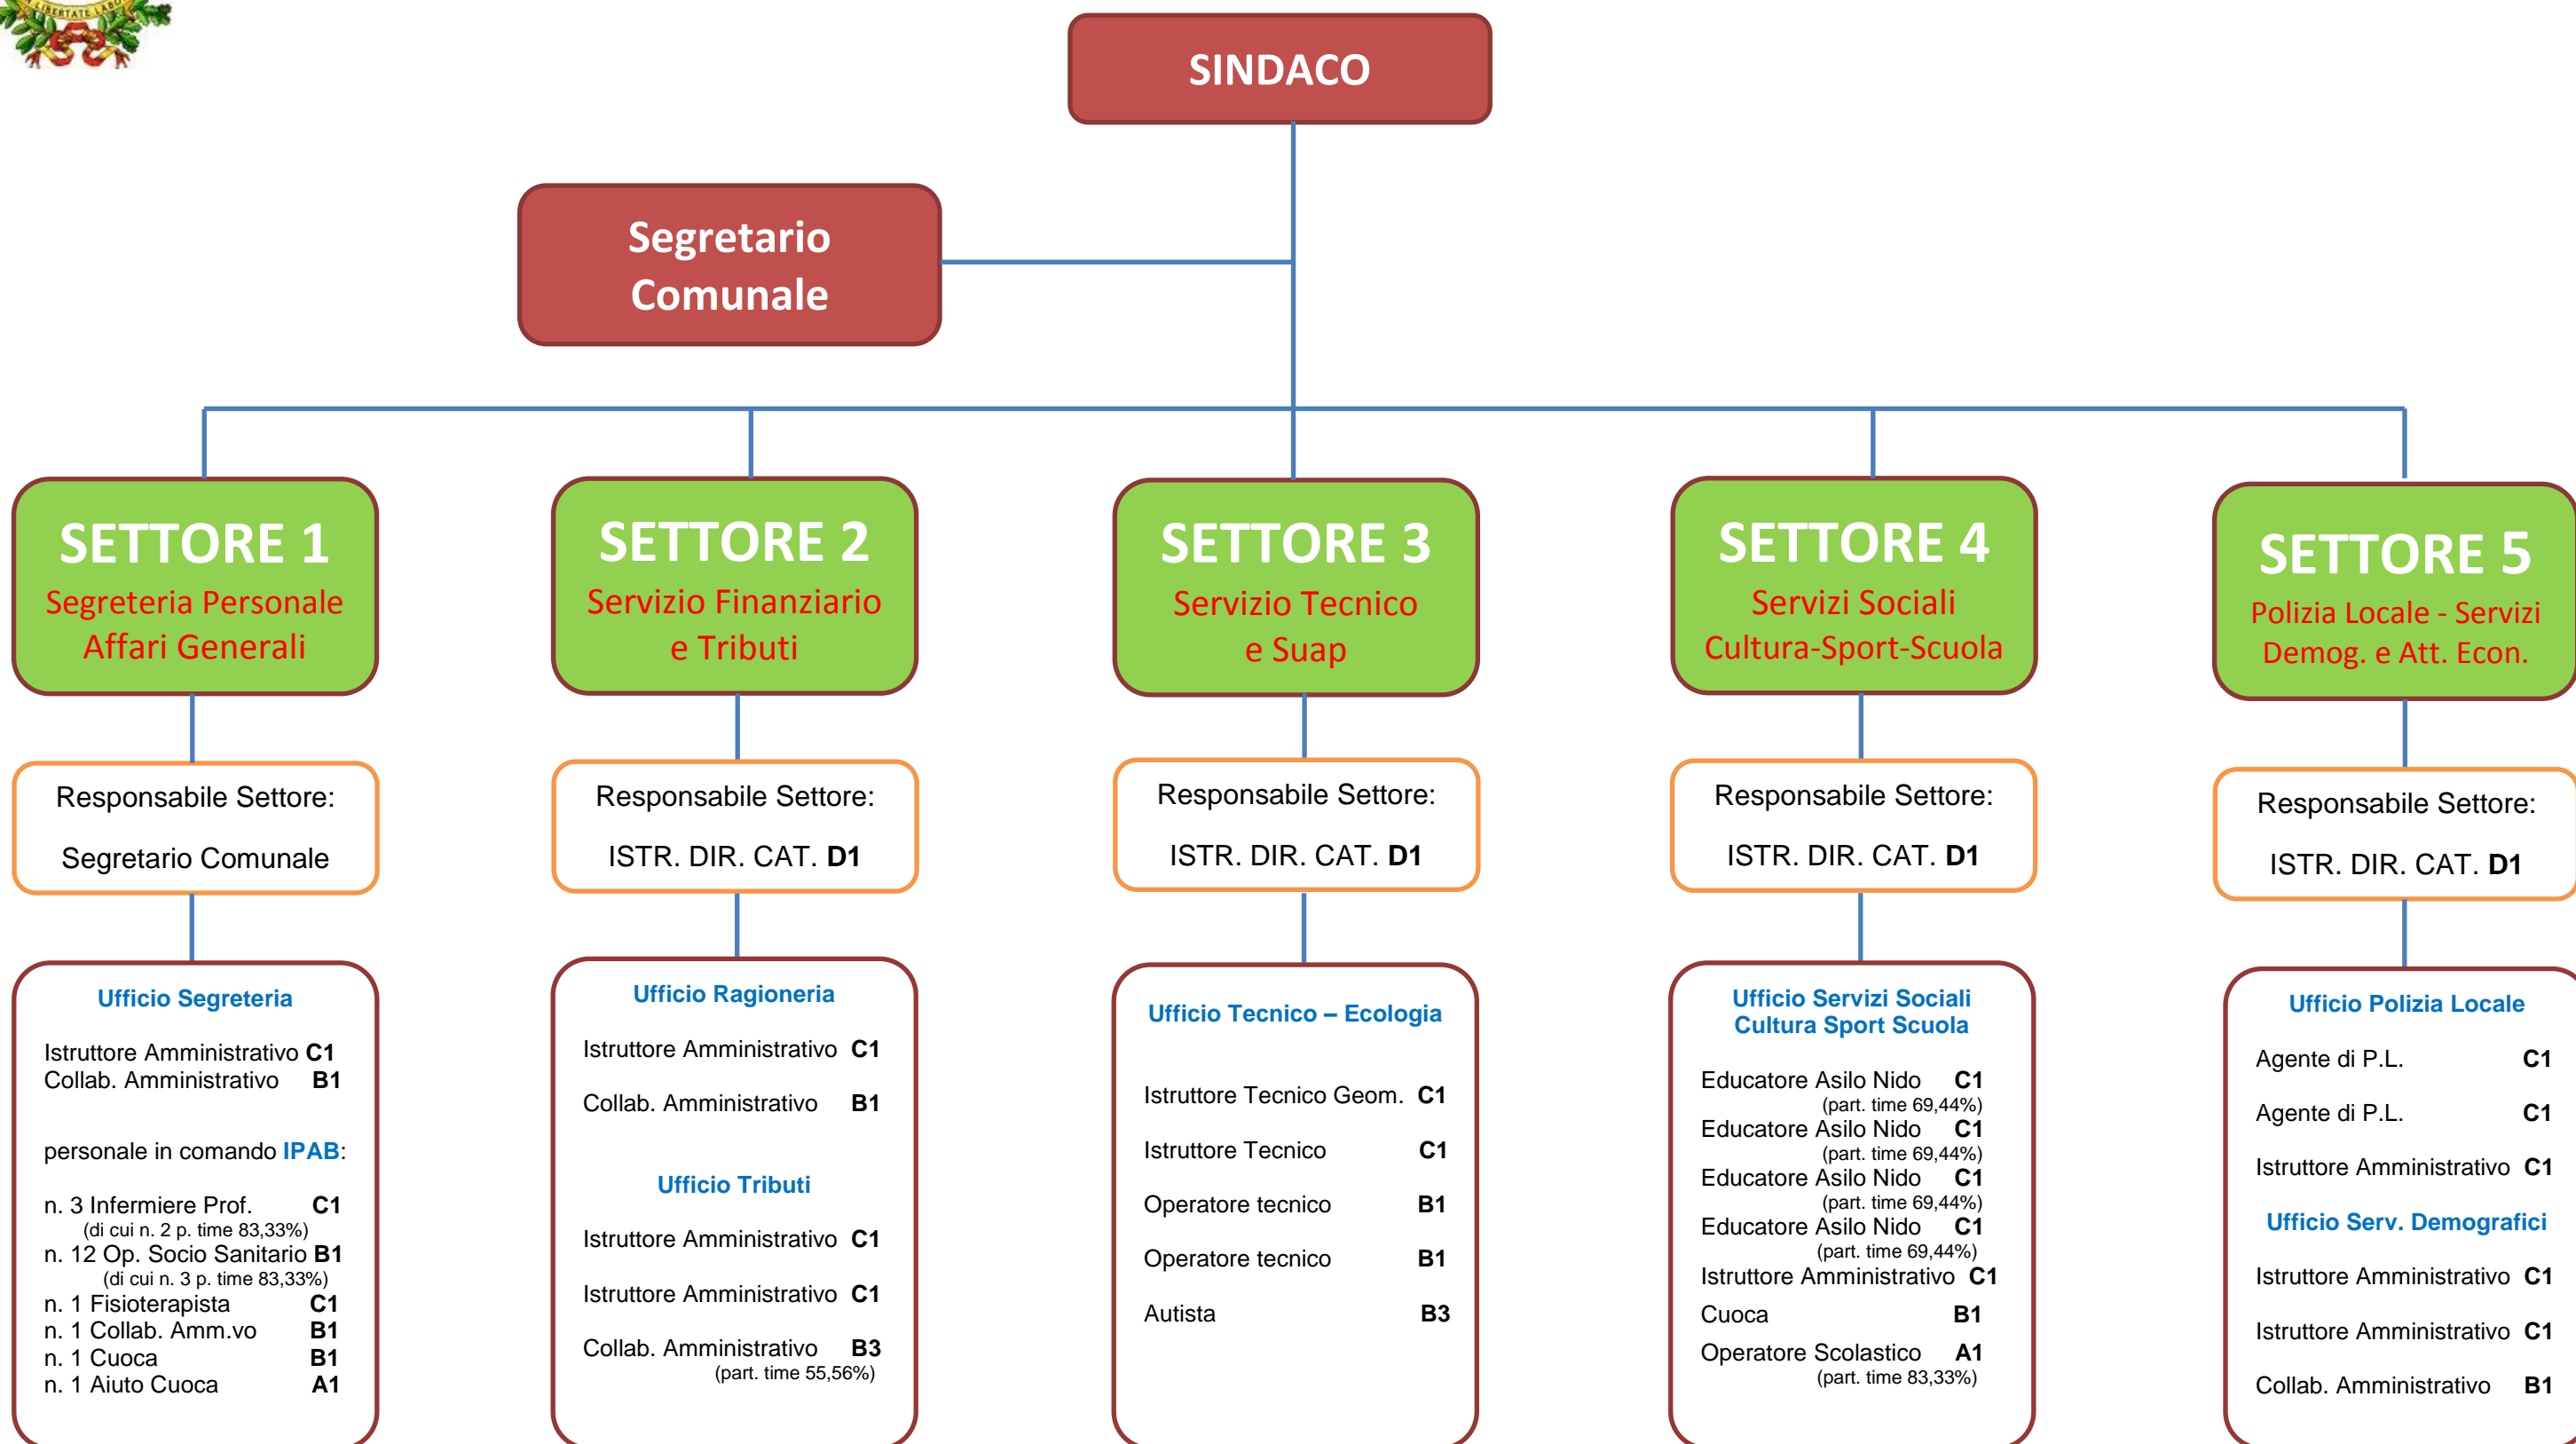 LIBERTATE LABO
SINDACO
Segretario
Comunale
SETTORE 1
Segreteria Personale
Affari Generali
SETTORE 2
Servizio Finanziario
e Tributi
SETTORE 3
Servizio Tecnico
e Suap
SETTORE 4
Servizi Sociali
Cultura-Sport-Scuola
SETTORE 5
Polizia Locale - Servizi
Demog. e Att. Econ.
Responsabile Settore:
Segretario Comunale
Responsabile Settore:
ISTR. DIR. CAT. D1
Responsabile Settore:
ISTR. DIR. CAT. D1
Responsabile Settore:
ISTR. DIR. CAT. D1
Responsabile Settore:
ISTR. DIR. CAT. D1
Ufficio Segreteria
Istruttore Amministrativo C1
Collab. Amministrativo B1
personale in comando IPAB:
n. 3 Infermiere Prof. C1
(di cui n. 2 p. time 83,33%)
n. 12 Op. Socio Sanitario B1
(di cui n. 3 p. time 83,33%)
n. 1 Fisioterapista C1
n. 1 Collab. Amm.vo B1
n. 1 Cuoca B1
n. 1 Aiuto Cuoca A1
Ufficio Ragioneria
Istruttore Amministrativo C1
Collab. Amministrativo B1
Ufficio Tributi
Istruttore Amministrativo C1
Istruttore Amministrativo C1
Collab. Amministrativo B3
(part. time 55,56%)
Ufficio Tecnico – Ecologia
Istruttore Tecnico Geom. C1
Istruttore Tecnico C1
Operatore tecnico B1
Operatore tecnico B1
Autista B3
Ufficio Servizi Sociali
Cultura Sport Scuola
Educatore Asilo Nido C1
(part. time 69,44%)
Educatore Asilo Nido C1
(part. time 69,44%)
Educatore Asilo Nido C1
(part. time 69,44%)
Educatore Asilo Nido C1
(part. time 69,44%)
Istruttore Amministrativo C1
Cuoca B1
Operatore Scolastico A1
(part. time 83,33%)
Ufficio Polizia Locale
Agente di P.L. C1
Agente di P.L. C1
Istruttore Amministrativo C1
Ufficio Serv. Demografici
Istruttore Amministrativo C1
Istruttore Amministrativo C1
Collab. Amministrativo B1